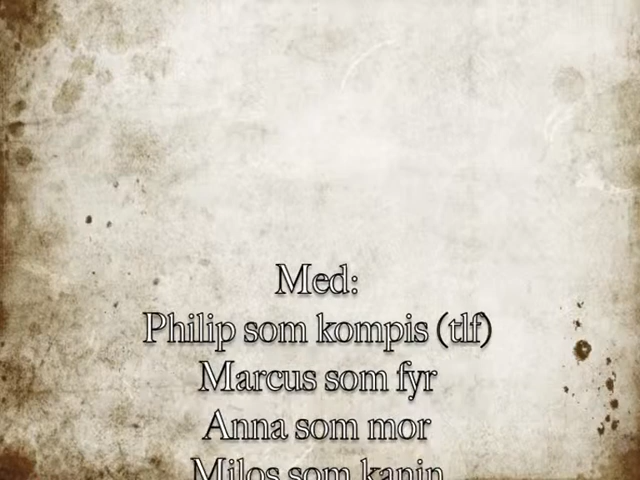 Med:
Philip som kompis (tlf)
Marcus som fyr
Anna som mor
Milos som kanin